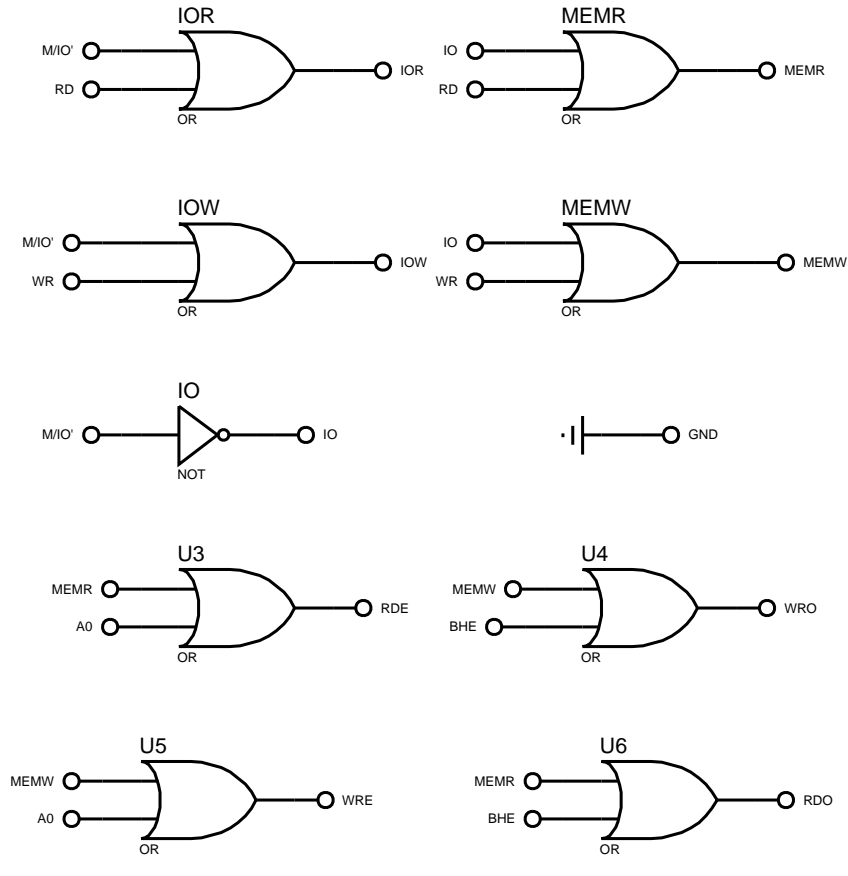 IOR
M/IO'
RD
IOR
OR
MEMR
IO
RD
MEMR
OR
IOW
M/IO'
WR
IOW
OR
MEMW
IO
WR
MEMW
OR
IO
M/IO'
IO
NOT
GND
U3
MEMR
A0
RDE
OR
U4
MEMW
BHE
WRO
OR
U5
MEMW
A0
WRE
OR
U6
MEMR
BHE
RDO
OR